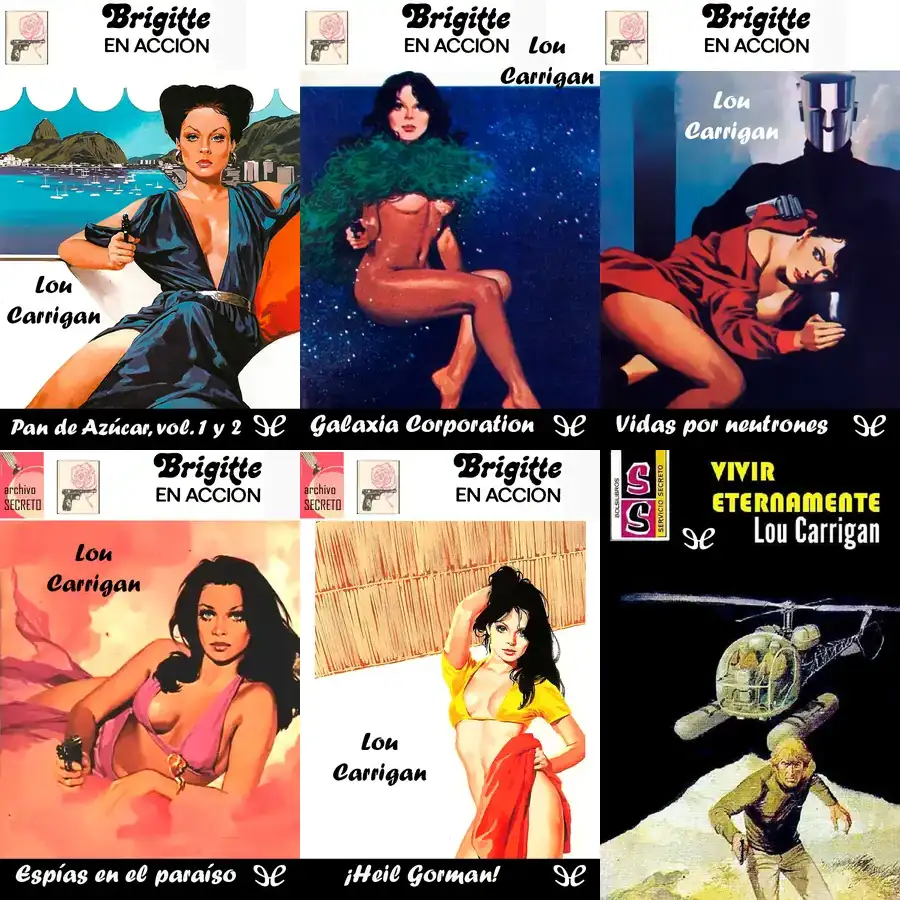 Brigitte
EN ACCION
Lou
Carrigan
Pan de Azúcar, vol. 1 y 2
Brigitte
EN ACCION
Lou
Carrigan
Galaxia Corporation
Brigitte
EN ACCION
Lou
Carrigan
Vidas por neutrones
archivo
SECRETO
Brigitte
EN ACCION
Lou
Carrigan
Espías en el paraíso
archivo
SECRETO
Brigitte
EN ACCION
Lou
Carrigan
¡Heil Gorman!
BOLSILIBROS
SS
SERVICIO SECRETO
VIVIR
ETERNAMENTE
Lou Carrigan